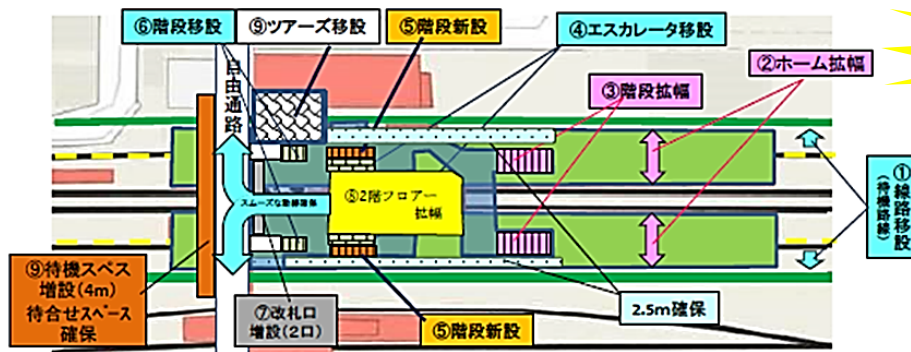 ⑥階段移設
⑨ツアーズ移設
⑤階段新設
④エスカレータ移設
②ホーム拡幅
③階段拡幅
自由通路
①線路移設
(待機路線)
スムーズな動線確保
⑤2階フロアー
拡幅
⑨待機スペス
増設(4m)
待合せスペース
確保
⑦改札口
増設(2口)
⑤階段新設
2.5m確保